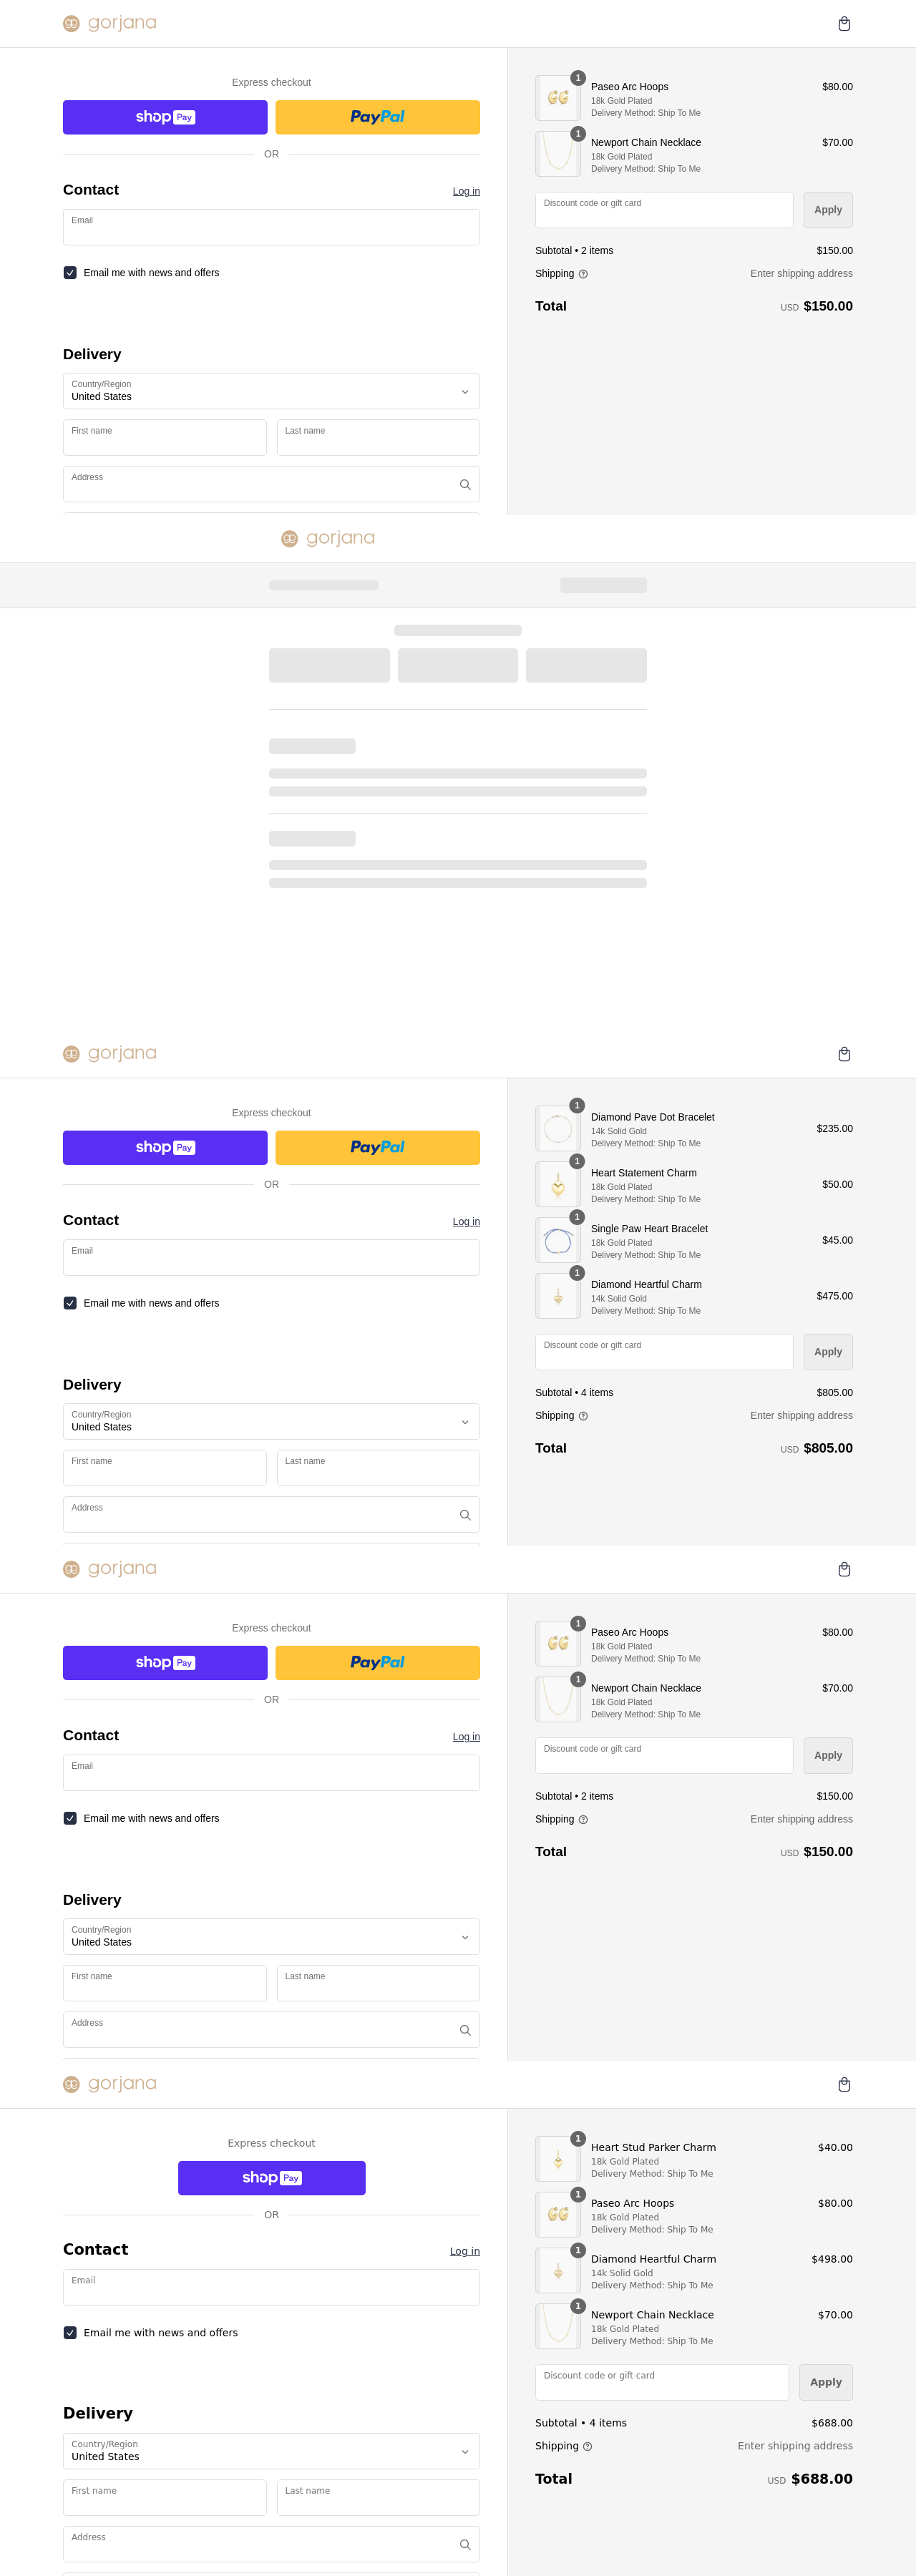 gorjana
Express checkout
shop Pay
PayPal
OR
Contact
Log in
Email
Email me with news and offers
Delivery
Country/Region
United States
First name
Last name
Address
1
Paseo Arc Hoops
$80.00
18k Gold Plated
Delivery Method: Ship To Me
1
Newport Chain Necklace
$70.00
18k Gold Plated
Delivery Method: Ship To Me
Discount code or gift card
Apply
Subtotal • 2 items
$150.00
Shipping
Enter shipping address
Total
USD $150.00
gorjana
gorjana
Express checkout
shop Pay
PayPal
OR
Contact
Log in
Email
Email me with news and offers
Delivery
Country/Region
United States
First name
Last name
Address
1
Diamond Pave Dot Bracelet
14k Solid Gold
$235.00
Delivery Method: Ship To Me
1
Heart Statement Charm
18k Gold Plated
$50.00
Delivery Method: Ship To Me
1
Single Paw Heart Bracelet
18k Gold Plated
$45.00
Delivery Method: Ship To Me
1
Diamond Heartful Charm
14k Solid Gold
$475.00
Delivery Method: Ship To Me
Discount code or gift card
Apply
Subtotal • 4 items
$805.00
Shipping
Enter shipping address
Total
USD $805.00
gorjana
Express checkout
shop Pay
PayPal
OR
Contact
Log in
Email
Email me with news and offers
Delivery
Country/Region
United States
First name
Last name
Address
1
Paseo Arc Hoops
$80.00
18k Gold Plated
Delivery Method: Ship To Me
1
Newport Chain Necklace
$70.00
18k Gold Plated
Delivery Method: Ship To Me
Discount code or gift card
Apply
Subtotal • 2 items
$150.00
Shipping
Enter shipping address
Total
USD $150.00
gorjana
Express checkout
shop Pay
OR
Contact
Log in
Email
Email me with news and offers
Delivery
Country/Region
United States
First name
Last name
Address
1
Heart Stud Parker Charm
$40.00
18k Gold Plated
Delivery Method: Ship To Me
1
Paseo Arc Hoops
$80.00
18k Gold Plated
Delivery Method: Ship To Me
1
Diamond Heartful Charm
$498.00
14k Solid Gold
Delivery Method: Ship To Me
1
Newport Chain Necklace
$70.00
18k Gold Plated
Delivery Method: Ship To Me
Discount code or gift card
Apply
Subtotal • 4 items
$688.00
Shipping
Enter shipping address
Total
USD $688.00